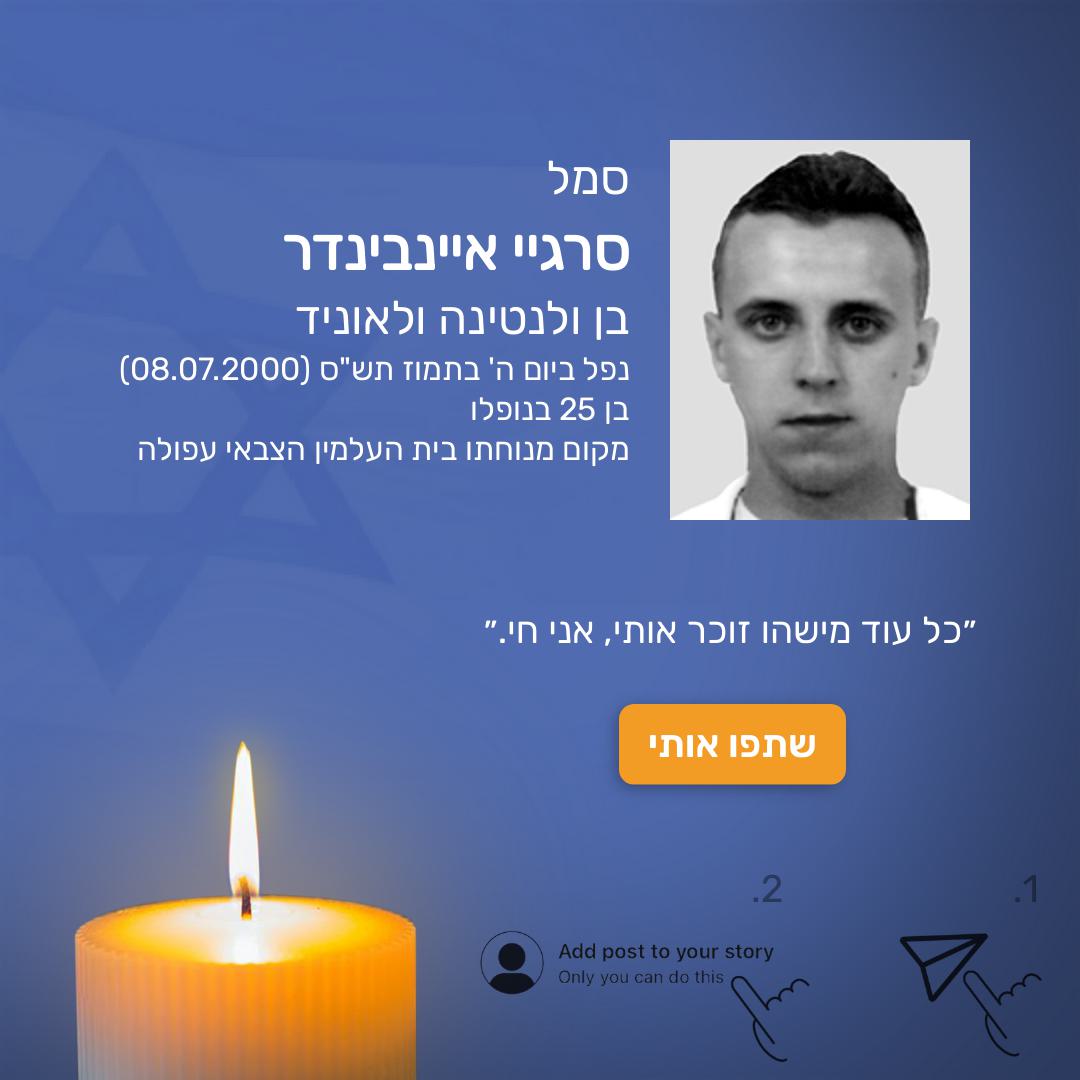 סמל
סרגיי איינבינדר
בן ולנטינה ולאוניד
נפל ביום ה' בתמוז תש"ס (08.07.2000)
בן 25 בנופלו
מקום מנוחתו בית העלמין הצבאי עפולה
״כל עוד מישהו זוכר אותי, אני חי.״
שתפו אותי
.1
.2
Add post to your story
Only you can do this